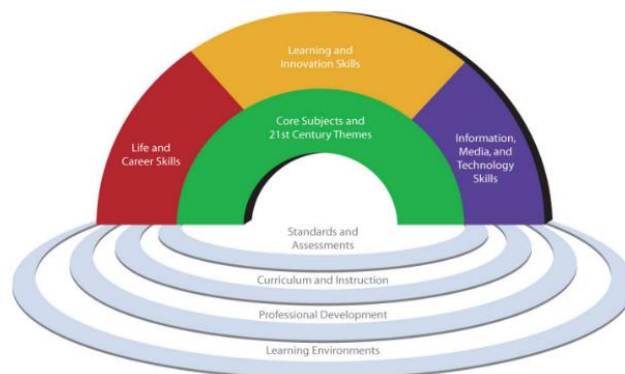 Learning and
Innovation Skills
Core Subjects and
21st Century Themes
Life and
Career Skills
Information,
Media, and
Technology
Skills
Standards and
Assessments
Curriculum and Instruction
Professional Development
Learning Environments